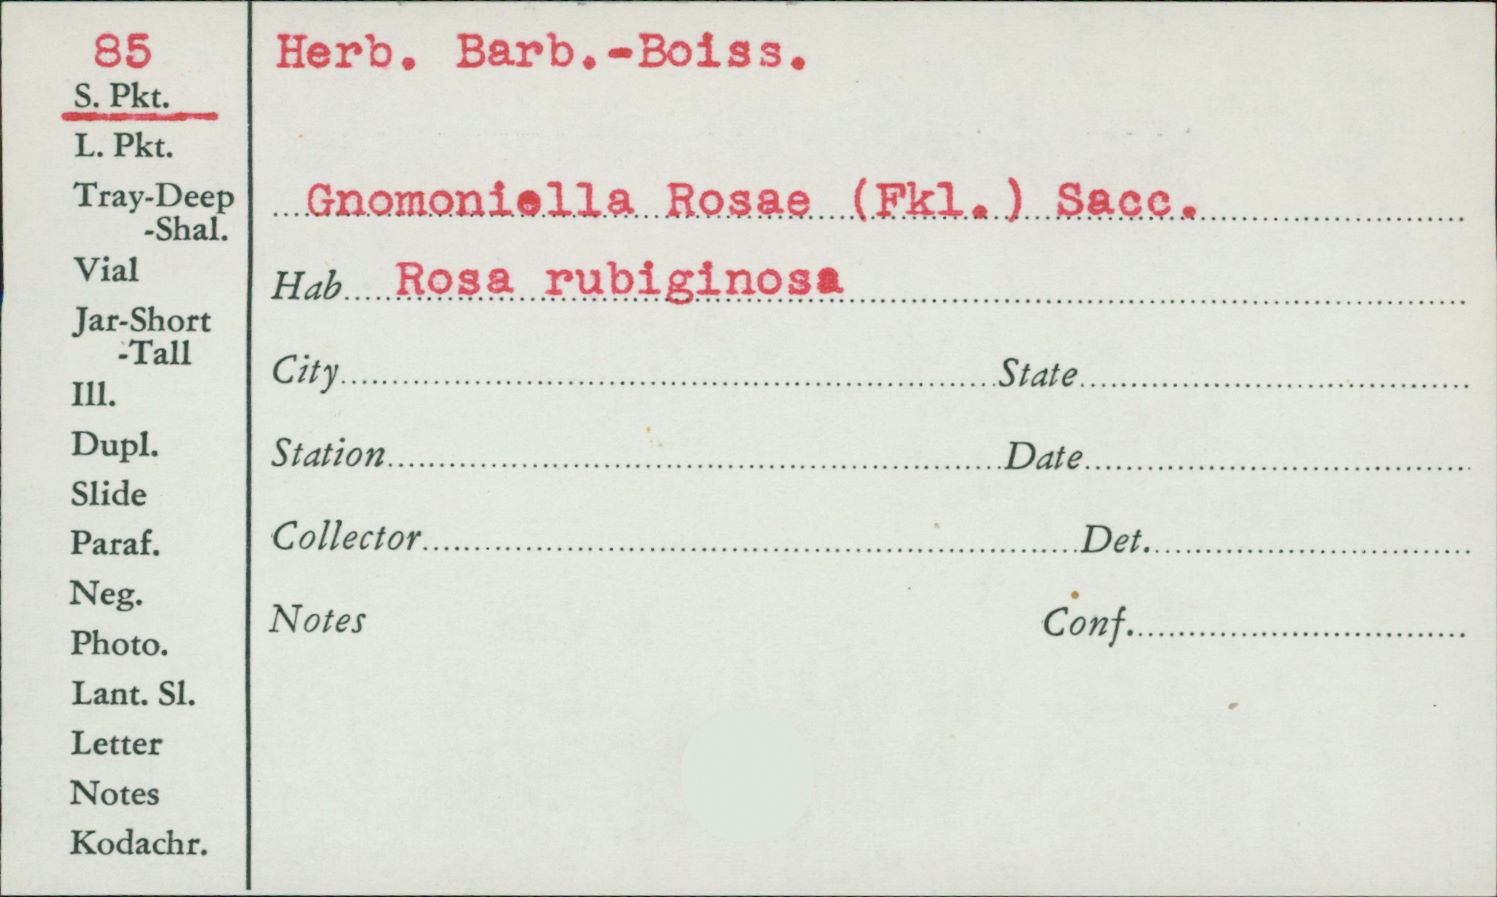 85
S. Pkt.
L. Pkt.
Tray-Deep
-Shal.
Vial
Jar-Short
-Tall
Ill.
Dupl.
Slide
Paraf.
Neg.
Photo.
Lant. Sl.
Letter
Notes
Kodachr.
Herb. Barb.-Boiss.
Gnomoniella Rosae (Fkl.) Sacc.
Hab Rosa rubiginosa
City State
Station Date
Collector Det.
Notes Conf.